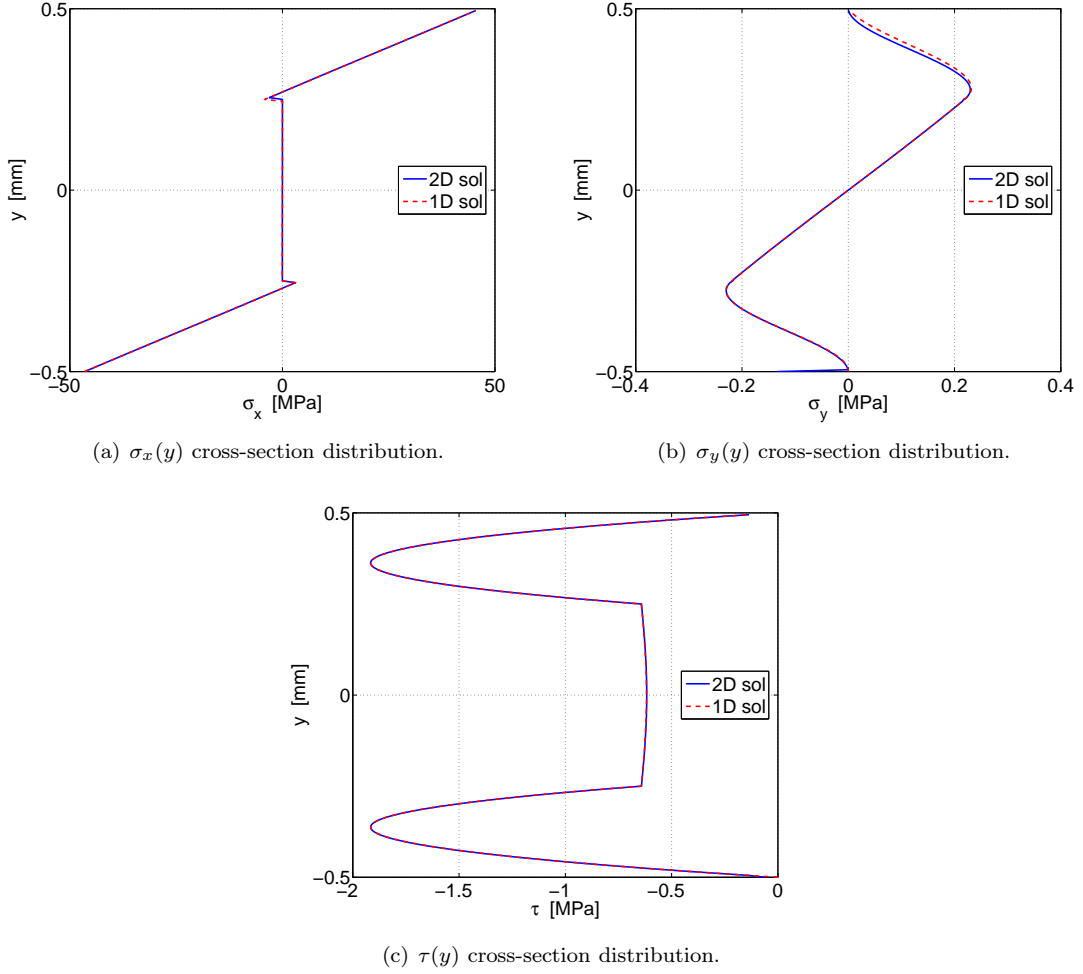 0.5
0
−0.5
y [mm]
−50
0
50
σx [MPa]
2D sol
1D sol
(a) σx(y) cross-section distribution.
0.5
0
−0.5
y [mm]
−0.4
−0.2
0
0.2
0.4
σy [MPa]
2D sol
1D sol
(b) σy(y) cross-section distribution.
0.5
0
−0.5
y [mm]
−2
−1.5
−1
−0.5
0
τ [MPa]
2D sol
1D sol
(c) τ(y) cross-section distribution.